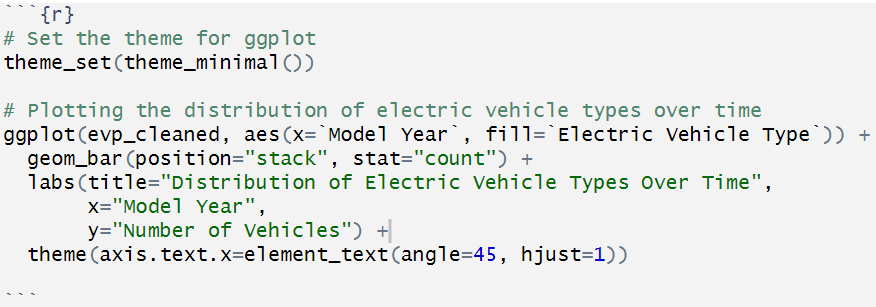 ```{r}
# Set the theme for ggplot
theme_set(theme_minimal())

# Plotting the distribution of electric vehicle types over time
ggplot(evp_cleaned, aes(x=`Model Year`, fill=`Electric Vehicle Type`)) +
  geom_bar(position="stack", stat="count") +
  labs(title="Distribution of Electric Vehicle Types Over Time",
       x="Model Year",
       y="Number of Vehicles") +
  theme(axis.text.x=element_text(angle=45, hjust=1))

```